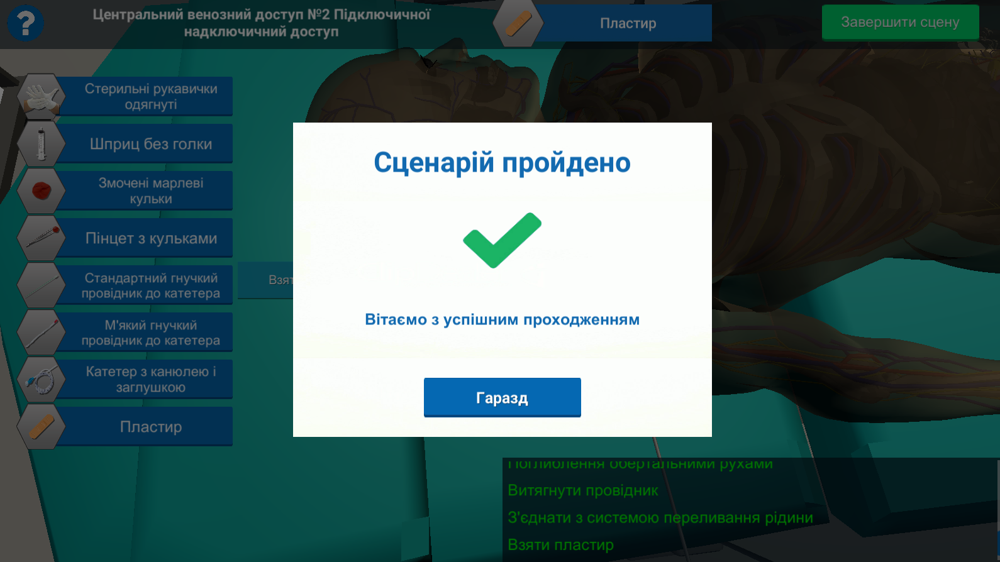 Центральний венозний доступ №2 Підключичної
надключичний доступ
Пластир
Завершити сцену
Стерильні рукавички
одягнуті
Шприц без голки
Змочені марлеві
кульки
Пінцет з кульками
Стандартний гнучкий
провідник до катетера
М'який гнучкий
провідник до катетера
Катетер з канюлею і
заглушкою
Пластир
Сценарій пройдено
Вітаємо з успішним проходженням
Гаразд
Поглиблення обертальними рухами
Витягнути провідник
З'єднати з системою переливання рідини
Взяти пластир